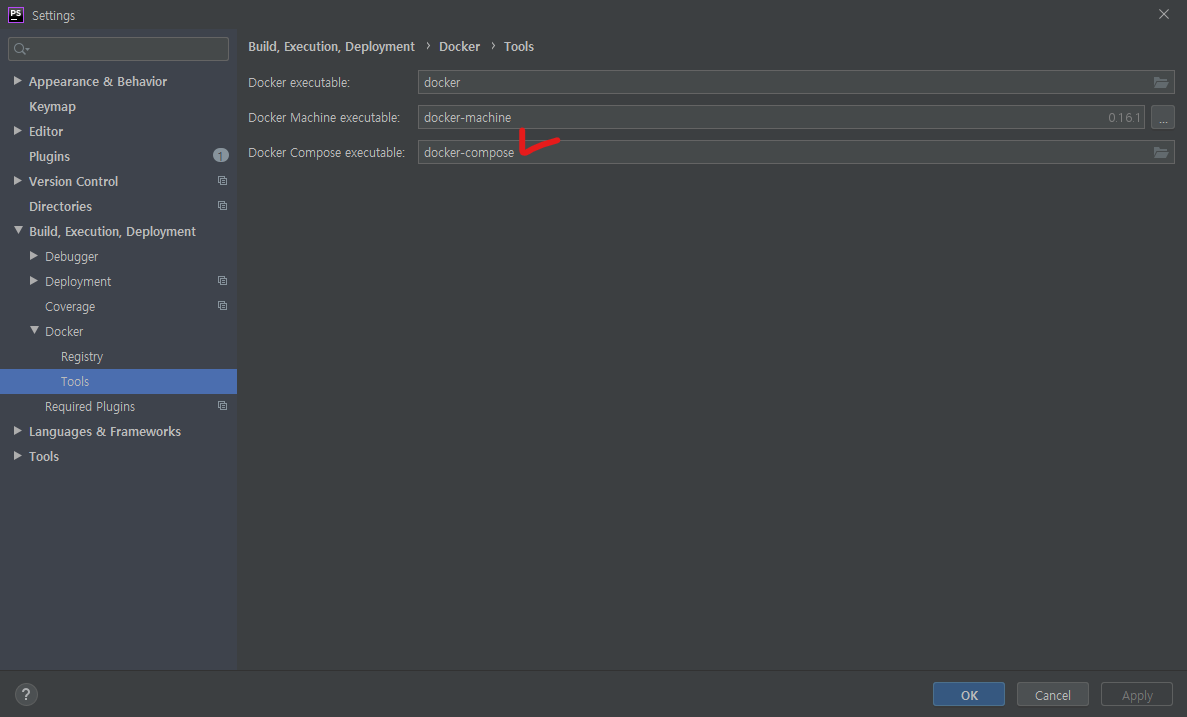 PS Settings
Build, Execution, Deployment › Docker › Tools
Appearance & Behavior
Keymap
Editor
Plugins 1
Version Control
Directories
Build, Execution, Deployment
Debugger
Deployment
Coverage
Docker
Registry
Tools
Required Plugins
Languages & Frameworks
Tools
Docker executable: docker
Docker Machine executable: docker-machine 0.16.1 ...
Docker Compose executable: docker-compose
? OK Cancel Apply